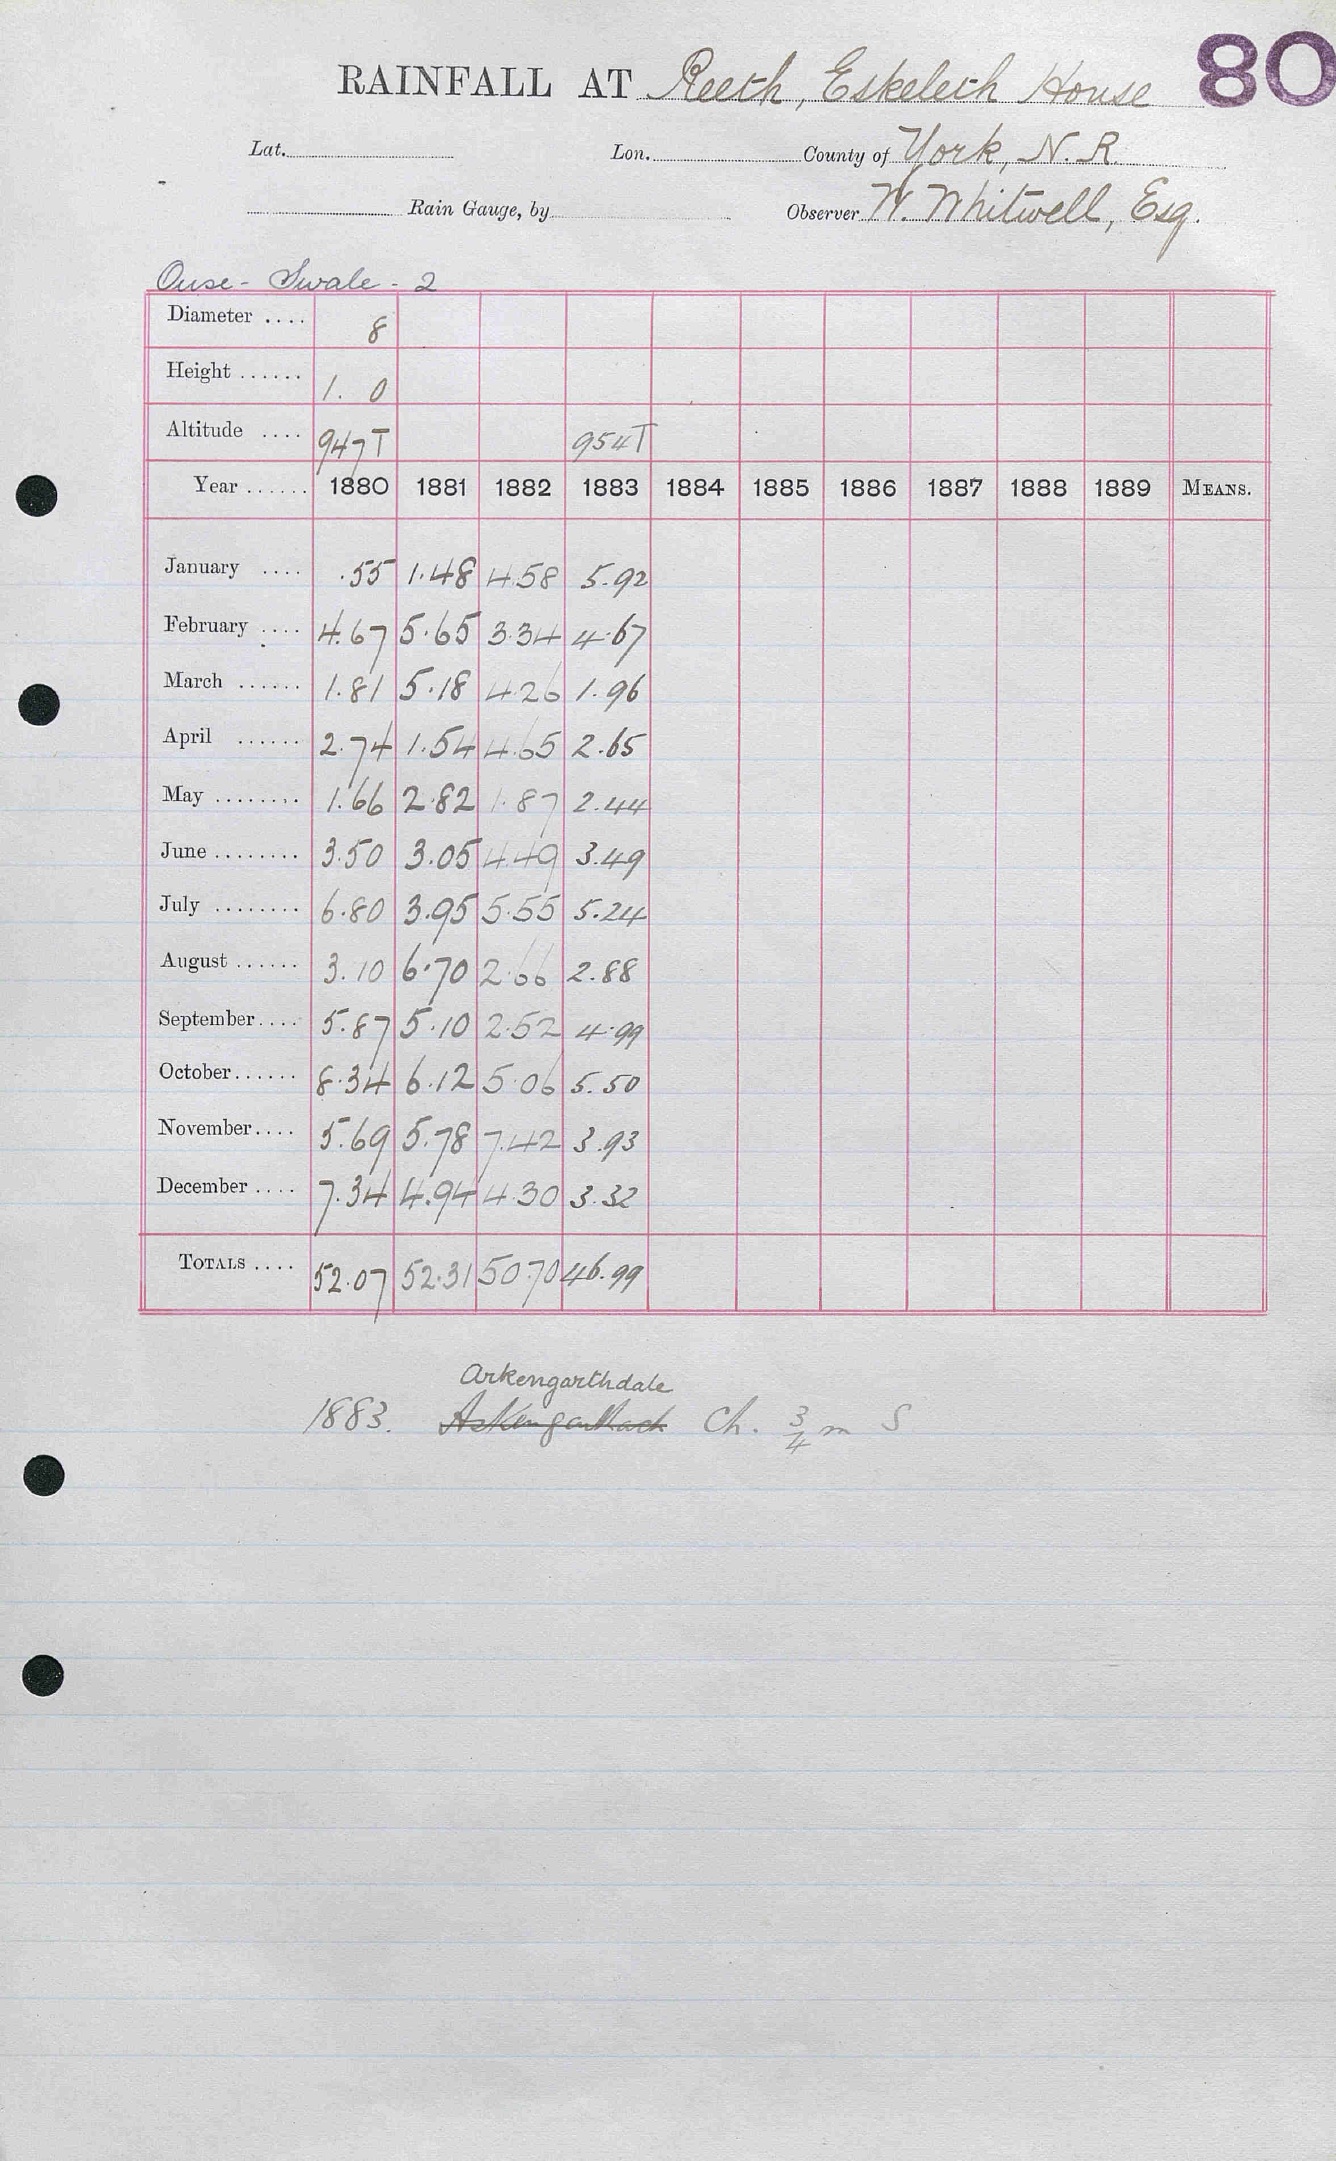 80
RAINFALL AT Reeth, Eskeleth House
Lat. Lon. County of York, N. R.
Rain Gauge, by Observer W. Whitwell, Esq.
Ouse - Swale - 2
Diameter .... 8
Height ...... 1. 0
Altitude .... 947T 954T
Year ...... 1880 1881 1882 1883 1884 1885 1886 1887 1888 1889 MEANS.
January .... .55 1.48 4.58 5.92
February .... 4.67 5.65 3.34 4.67
March ...... 1.81 5.18 4.26 1.96
April ...... 2.74 1.54 4.65 2.65
May ........ 1.66 2.82 1.87 2.44
June ........ 3.50 3.05 4.49 3.49
July ........ 6.80 3.95 5.55 5.24
August ...... 3.10 6.70 2.66 2.88
September.... 5.87 5.10 2.52 4.99
October...... 8.34 6.12 5.06 5.50
November.... 5.69 5.78 7.42 3.93
December .... 7.34 4.94 4.30 3.32
TOTALS .... 52.07 52.31 50.70 46.99
Arkengarthdale
1883. Ch. 3/4 m S